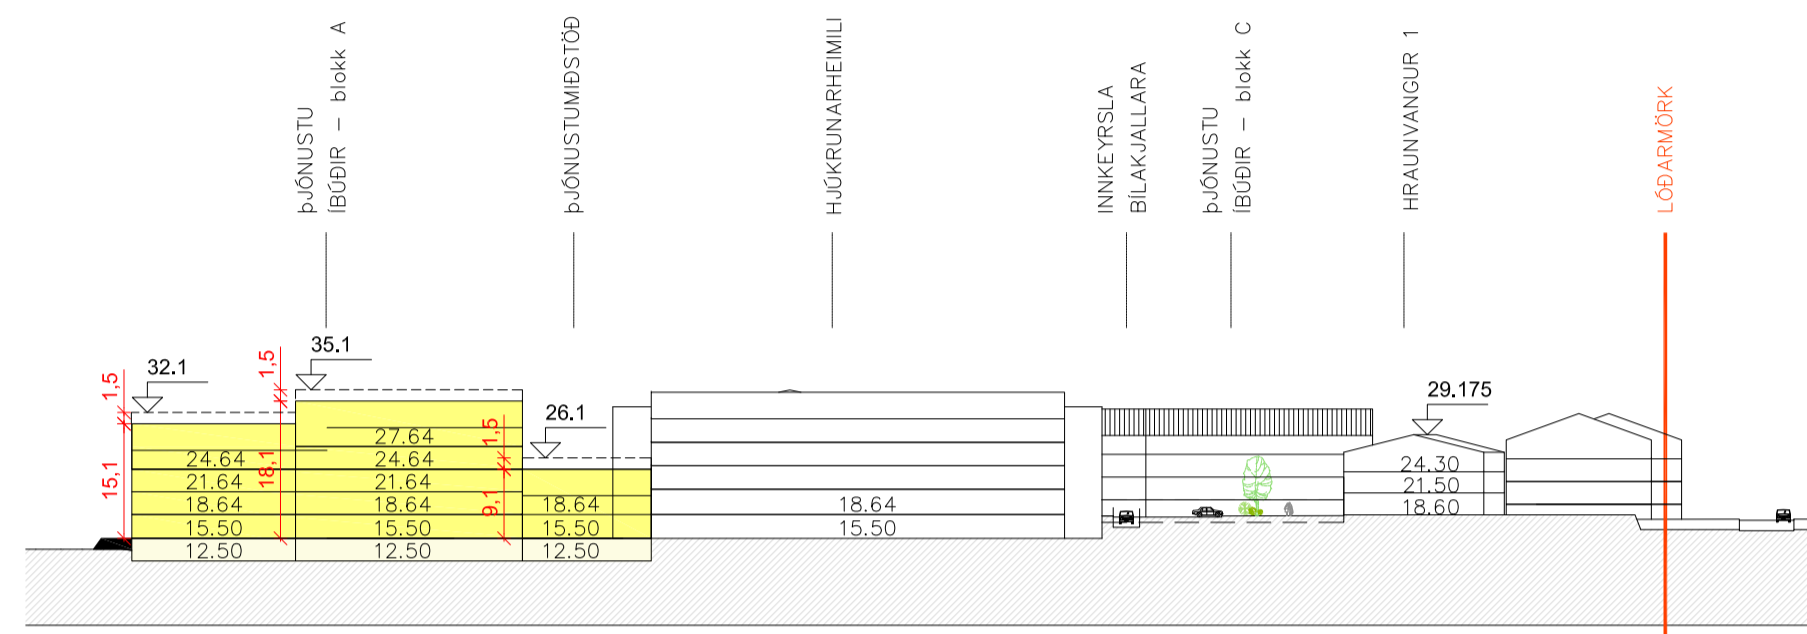 ÞJÓNUSTU
ÍBÚÐIR – blokk A
ÞJÓNUSTUMIÐSTÖÐ
HJÚKRUNARHEIMILI
INNKEYRSLA
BÍLAKJALLARA
ÞJÓNUSTU
ÍBÚÐIR – blokk C
HRAUNVANGUR 1
LÓÐARMÖRK
32.1
35.1
26.1
29.175
1,5
15,1
1,5
18,1
1,5
9,1
24.64
21.64
18.64
15.50
12.50
27.64
24.64
21.64
18.64
15.50
12.50
18.64
15.50
12.50
18.64
15.50
24.30
21.50
18.60